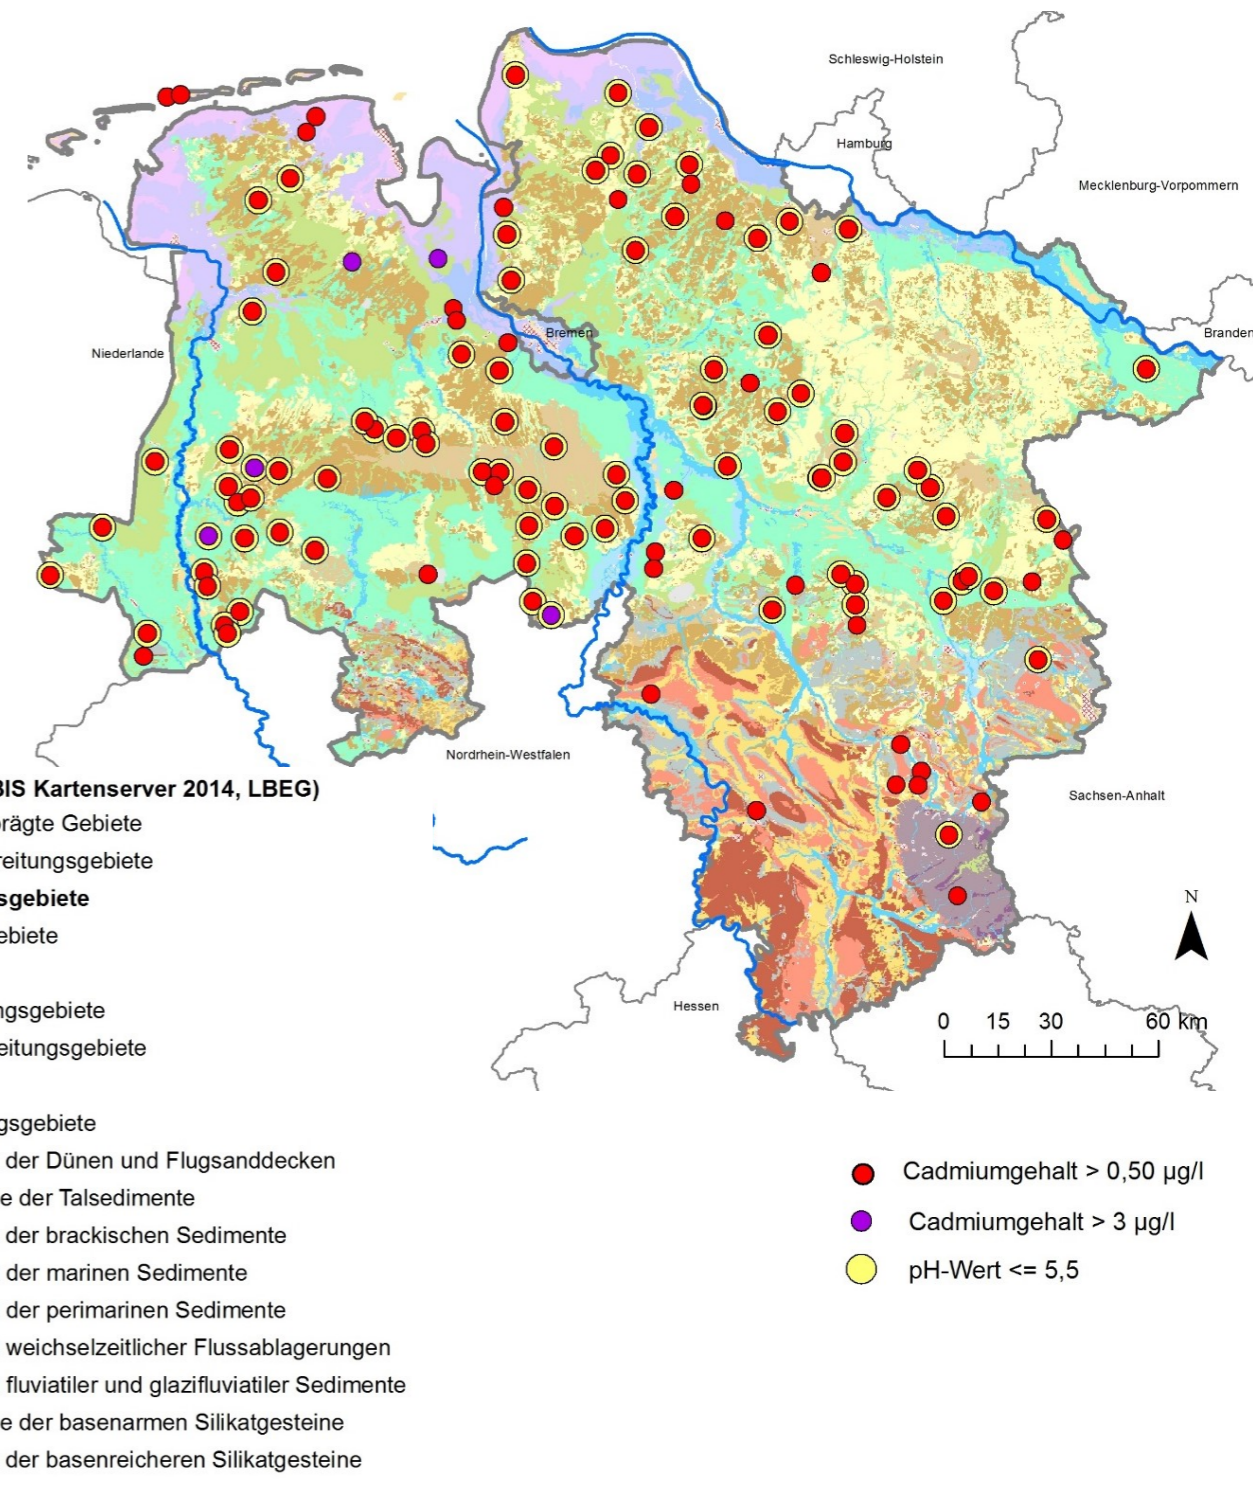 Schleswig-Holstein
Hamburg
Mecklenburg-Vorpommern
Bremen
Branden
Niederlande
Nordrhein-Westfalen
Sachsen-Anhalt
Hessen
N
0 15 30 60 km
BIS Kartenserver 2014, LBEG)
prägte Gebiete
reitungsgebiete
sgebiete
ebiete
ngsgebiete
eitungsgebiete
gsgebiete
der Dünen und Flugsanddecken
e der Talsedimente
der brackischen Sedimente
der marinen Sedimente
der perimarinen Sedimente
weichselzeitlicher Flussablagerungen
fluviatiler und glazifluviatiler Sedimente
e der basenarmen Silikatgesteine
der basenreicheren Silikatgesteine
Cadmiumgehalt > 0,50 µg/l
Cadmiumgehalt > 3 µg/l
pH-Wert <= 5,5